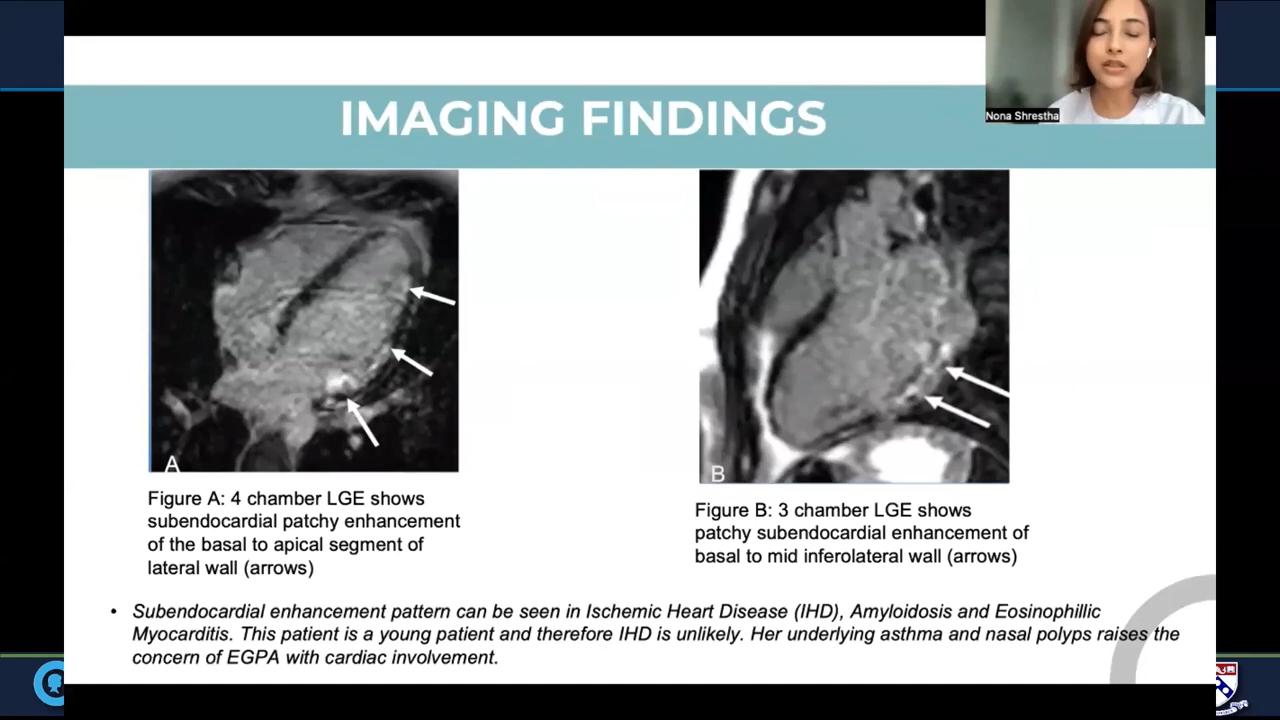 IMAGING FINDINGS
Nona Shrestha
A
B
Figure A: 4 chamber LGE shows
subendocardial patchy enhancement
of the basal to apical segment of
lateral wall (arrows)
Figure B: 3 chamber LGE shows
patchy subendocardial enhancement of
basal to mid inferolateral wall (arrows)
• Subendocardial enhancement pattern can be seen in Ischemic Heart Disease (IHD), Amyloidosis and Eosinophillic
Myocarditis. This patient is a young patient and therefore IHD is unlikely. Her underlying asthma and nasal polyps raises the
concern of EGPA with cardiac involvement.